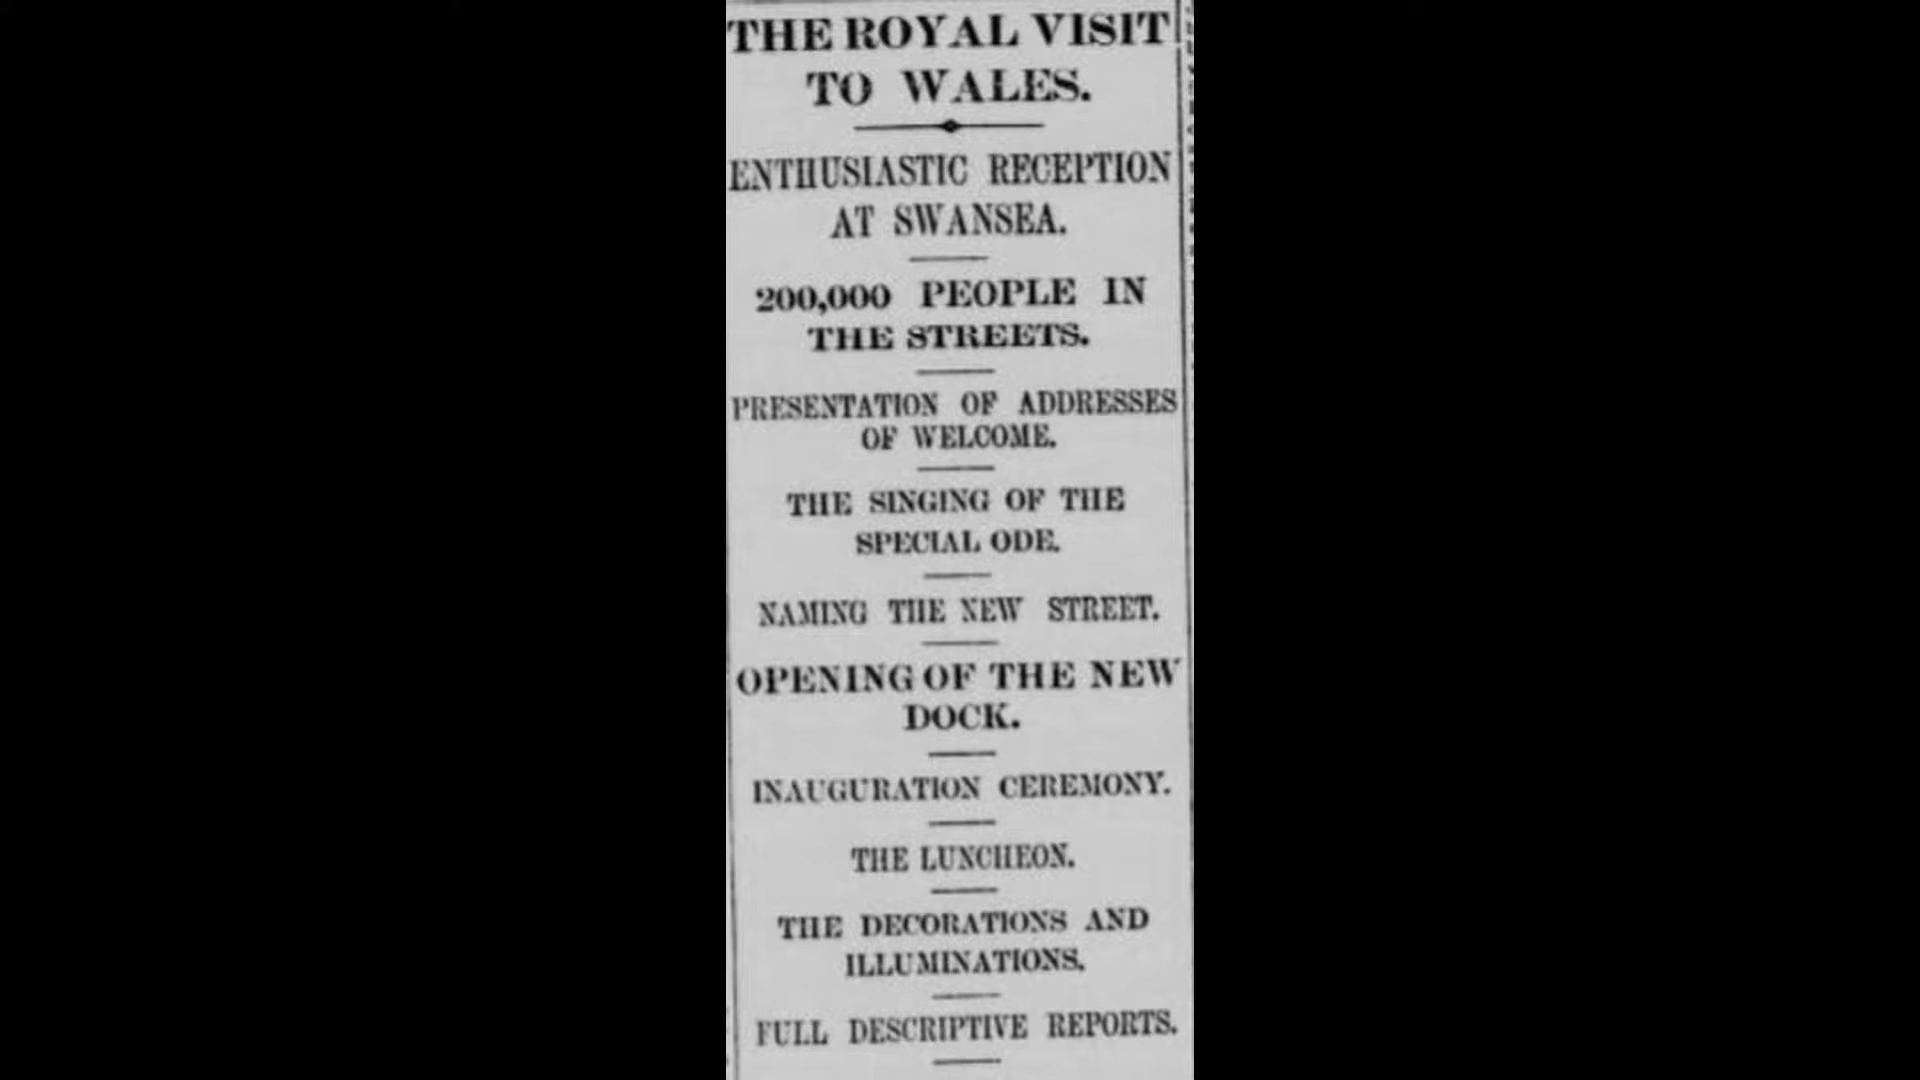 THE ROYAL VISIT
TO WALES.
ENTHUSIASTIC RECEPTION
AT SWANSEA.
200,000 PEOPLE IN
THE STREETS.
PRESENTATION OF ADDRESSES
OF WELCOME.
THE SINGING OF THE
SPECIAL ODE.
NAMING THE NEW STREET.
OPENING OF THE NEW
DOCK.
INAUGURATION CEREMONY.
THE LUNCHEON.
THE DECORATIONS AND
ILLUMINATIONS.
FULL DESCRIPTIVE REPORTS.